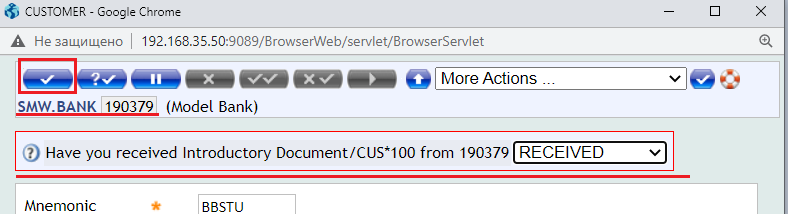 CUSTOMER - Google Chrome
Не защищено 192.168.35.50:9089/BrowserWeb/servlet/BrowserServlet
More Actions ...
SMW.BANK 190379 (Model Bank)
Have you received Introductory Document/CUS*100 from 190379 RECEIVED
Mnemonic * BBSTU